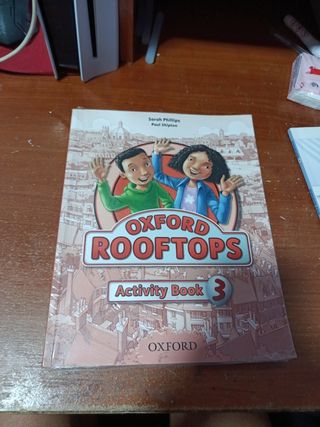 Sarah Phillips
Paul Shipton
OXFORD
ROOFTOPS
Activity Book 3
OXFORD